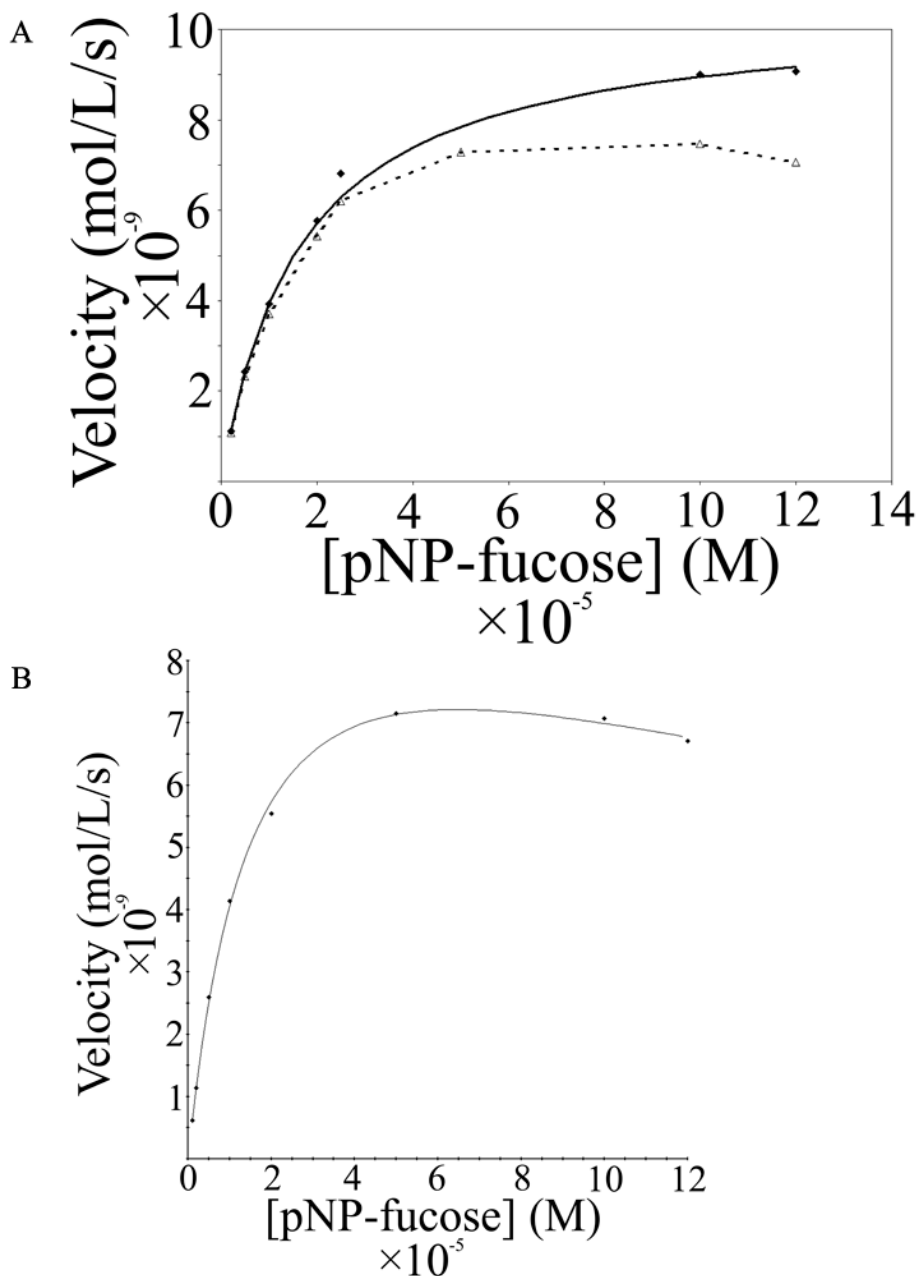 A
Velocity (mol/L/s)
×10⁻⁹
10
8
6
4
2
0 2 4 6 8 10 12 14
[pNP-fucose] (M)
×10⁻⁵
B
Velocity (mol/L/s)
×10⁻⁹
8
7
6
5
4
3
2
1
0 2 4 6 8 10 12
[pNP-fucose] (M)
×10⁻⁵